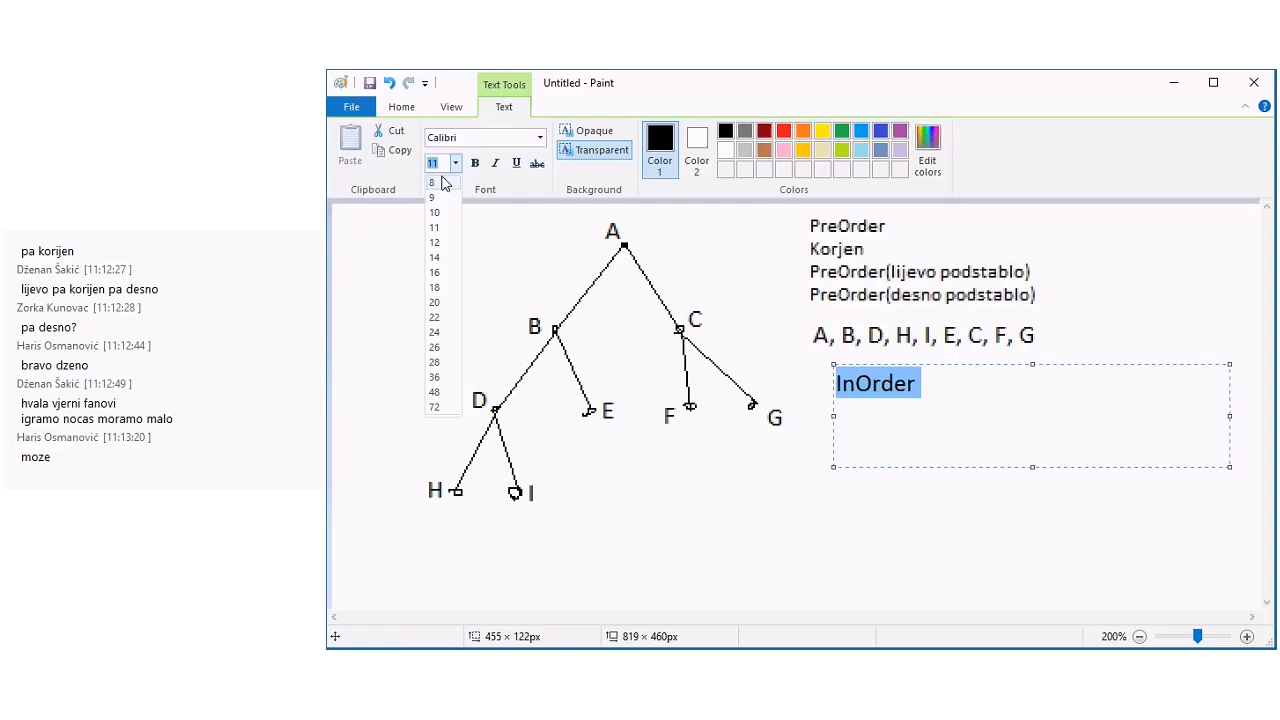 pa korijen
Dženan Šakić [11:12:27 ]
lijevo pa korijen pa desno
Zorka Kunovac [11:12:28 ]
pa desno?
Haris Osmanović [11:12:44 ]
bravo dzeno
Dženan Šakić [11:12:49 ]
hvala vjerni fanovi
igramo nocas moramo malo
Haris Osmanović [11:13:20 ]
moze
Text Tools
Untitled - Paint
File
Home
View
Text
Paste
Cut
Copy
Clipboard
Calibri
11
B
I
U
abc
Font
8
9
10
11
12
14
16
18
20
22
24
26
28
36
48
72
Opaque
Transparent
Background
Color 1
Color 2
Edit colors
Colors
A
B
C
D
E
F
G
H
I
PreOrder
Korjen
PreOrder(lijevo podstablo)
PreOrder(desno podstablo)
A, B, D, H, I, E, C, F, G
InOrder
455 × 122px
819 × 460px
200%